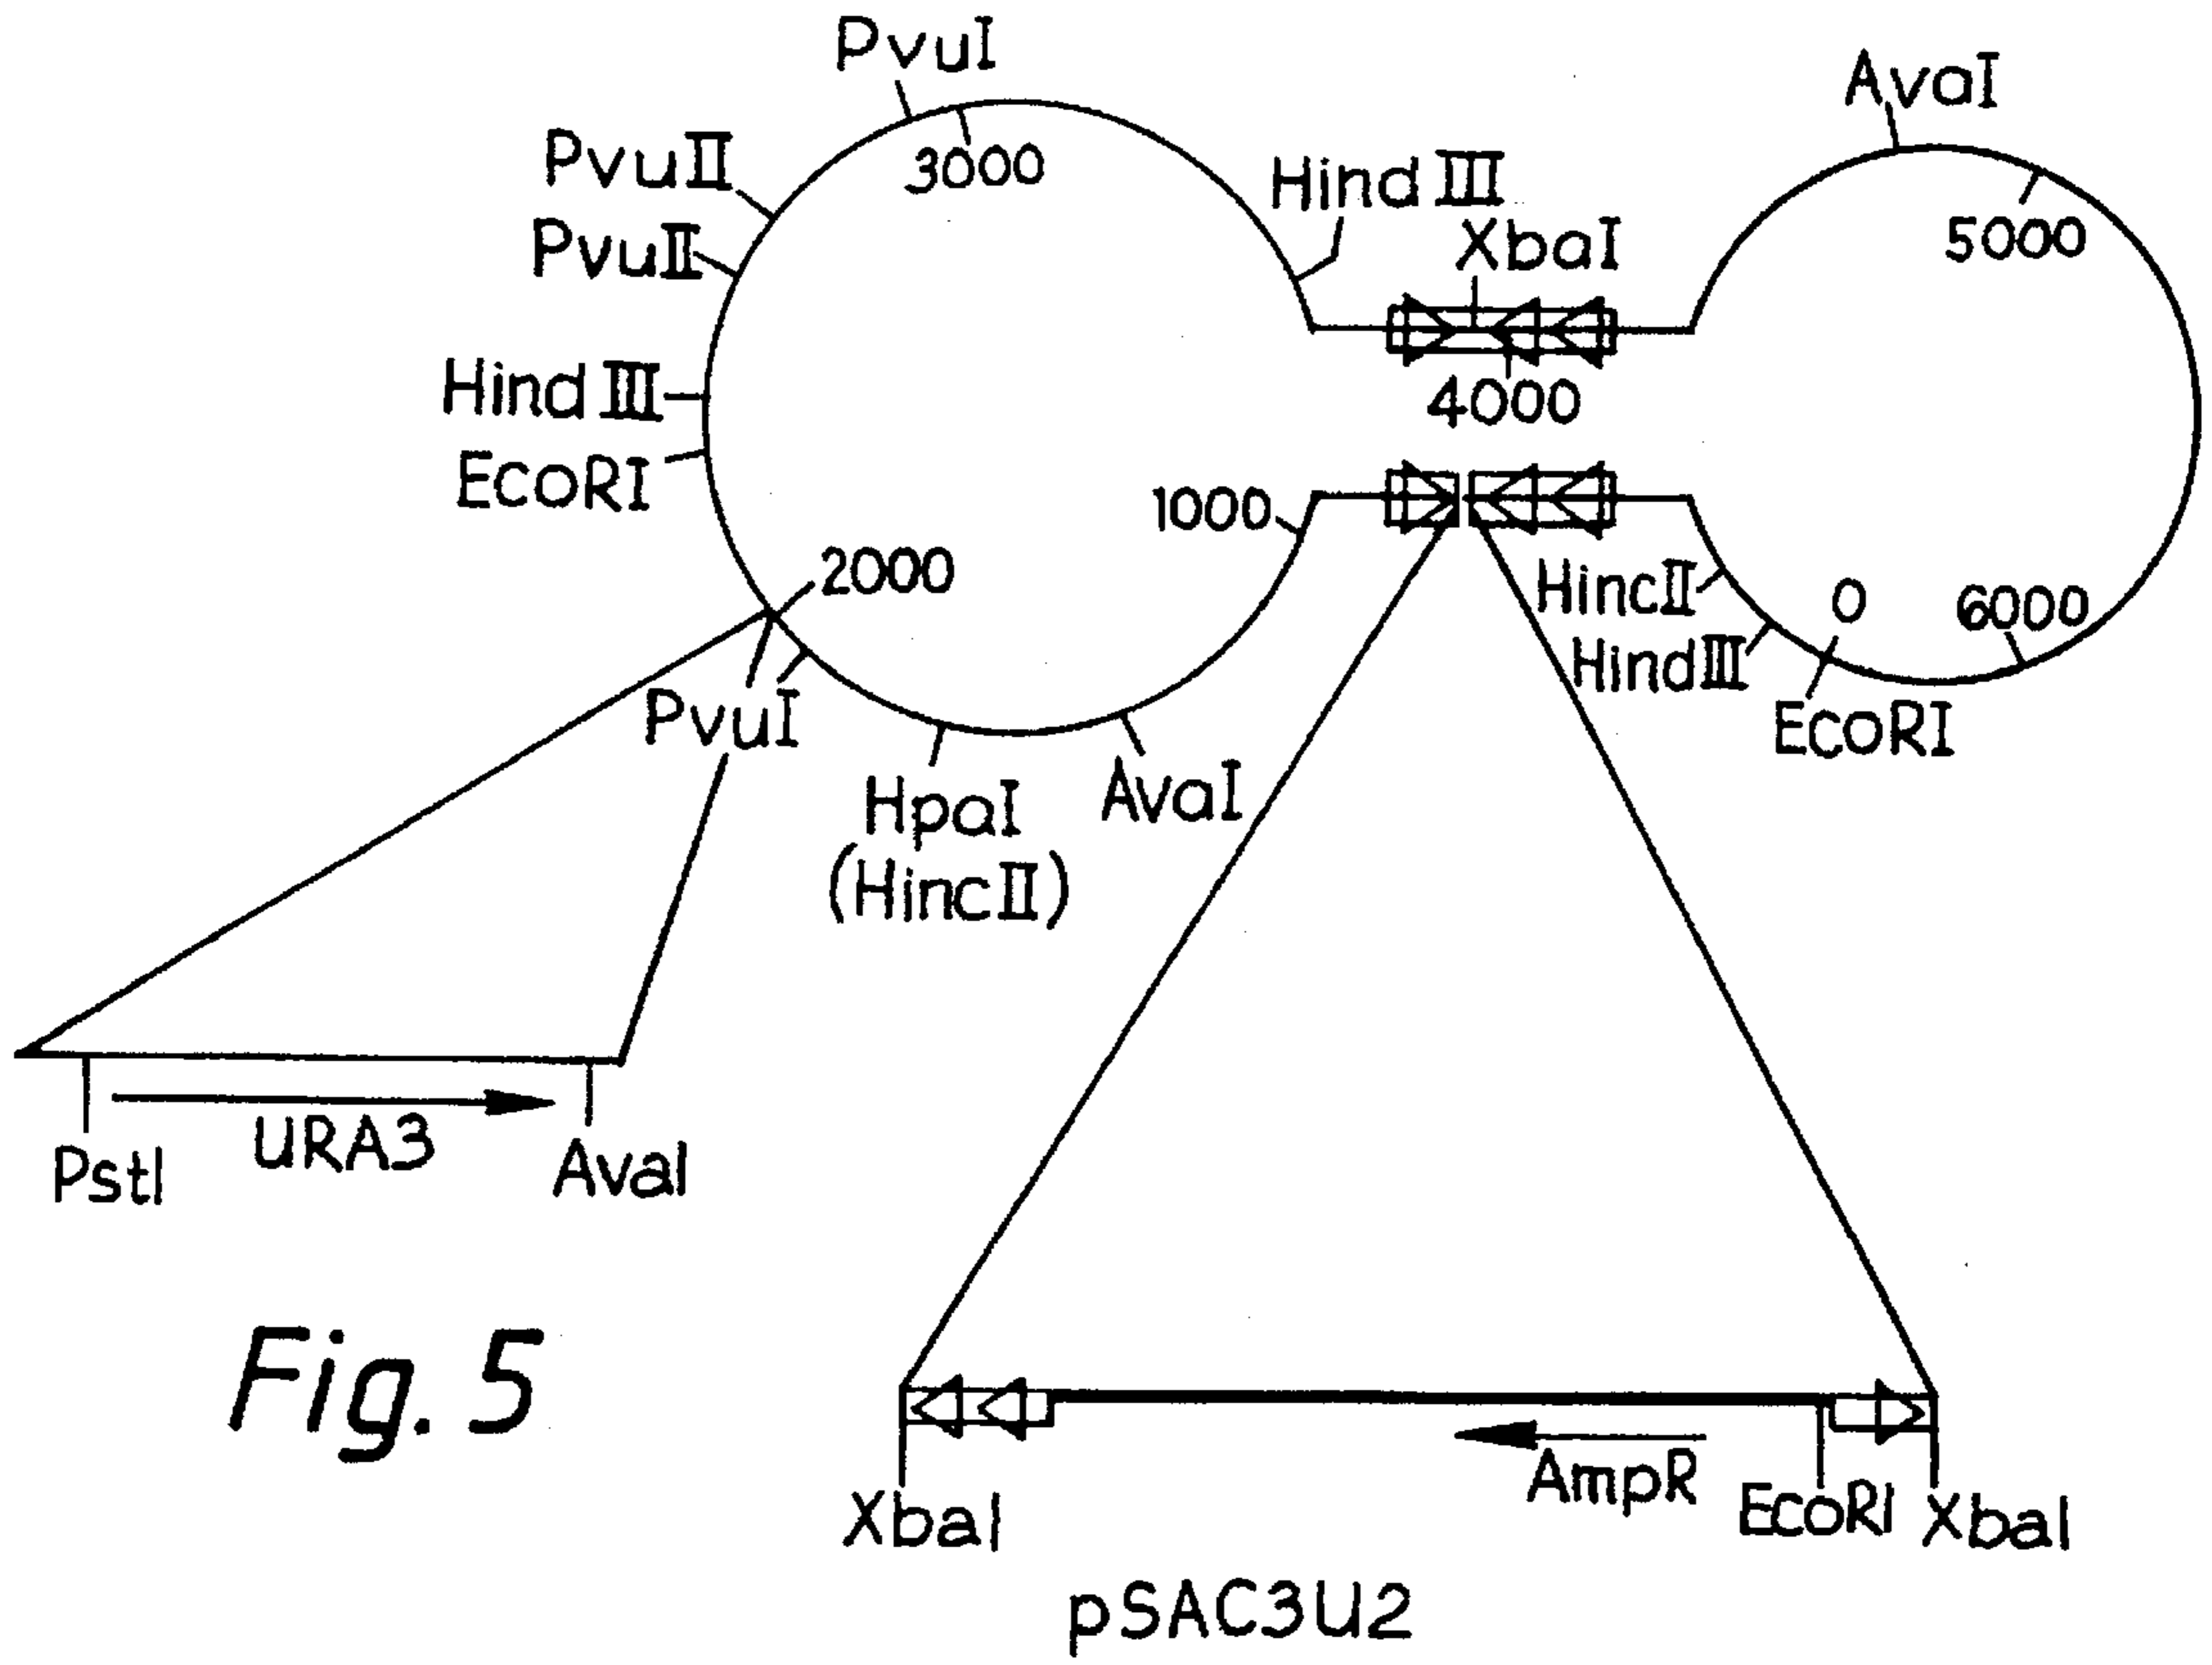 PvuI
AvaI
PvuII
3000
HindIII
PvuII
XbaI
5000
HindIII
4000
EcoRI
1000
2000
HincII
0
6000
HindIII
PvuI
EcoRI
HpaI
AvaI
(HincII)
URA3
PstI
AvaI
Fig. 5
AmpR
XbaI
EcoRI
XbaI
pSAC3U2